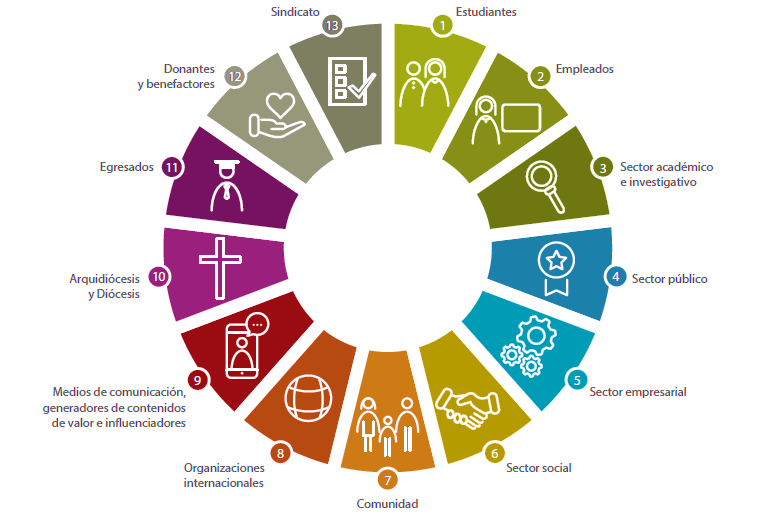 1
Estudiantes
2
Empleados
3
Sector académico
e investigativo
4
Sector público
5
Sector empresarial
6
Sector social
7
Comunidad
8
Organizaciones
internacionales
9
Medios de comunicación,
generadores de contenidos
de valor e influenciadores
10
Arquidiócesis
y Diócesis
11
Egresados
12
Donantes
y benefactores
13
Sindicato